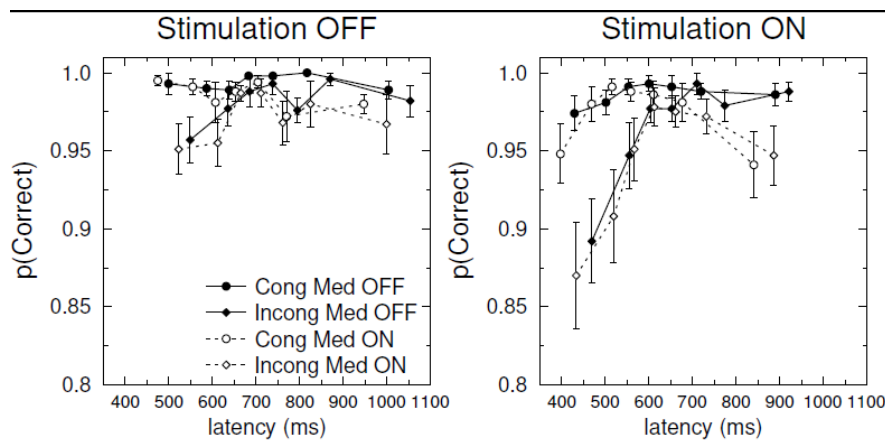 Stimulation OFF
Stimulation ON
p(Correct)
1.0
0.95
0.9
0.85
0.8
Cong Med OFF
Incong Med OFF
Cong Med ON
Incong Med ON
400 500 600 700 800 900 1000 1100
latency (ms)
p(Correct)
1.0
0.95
0.9
0.85
0.8
400 500 600 700 800 900 1000 1100
latency (ms)